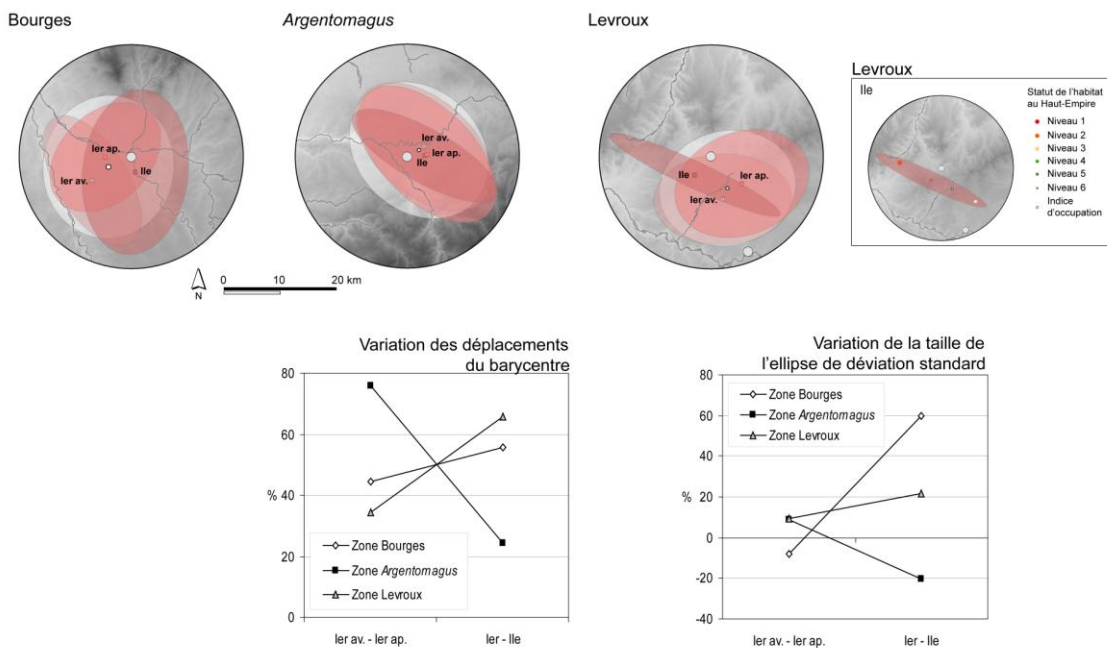 Bourges
Argentomagus
Levroux
Ier av.
Ier ap.
IIe
Ier av.
Ier ap.
IIe
IIe
Ier ap.
Ier av.
Levroux
IIe
Statut de l'habitat
au Haut-Empire
Niveau 1
Niveau 2
Niveau 3
Niveau 4
Niveau 5
Niveau 6
Indice
d'occupation
N
0 10 20 km
Variation des déplacements
du barycentre
80
60
% 40
20
0
Zone Bourges
Zone Argentomagus
Zone Levroux
Ier av. - Ier ap.
Ier - IIe
Variation de la taille de
l'ellipse de déviation standard
80
60
40
% 20
0
-20
-40
Zone Bourges
Zone Argentomagus
Zone Levroux
Ier av. - Ier ap.
Ier - IIe